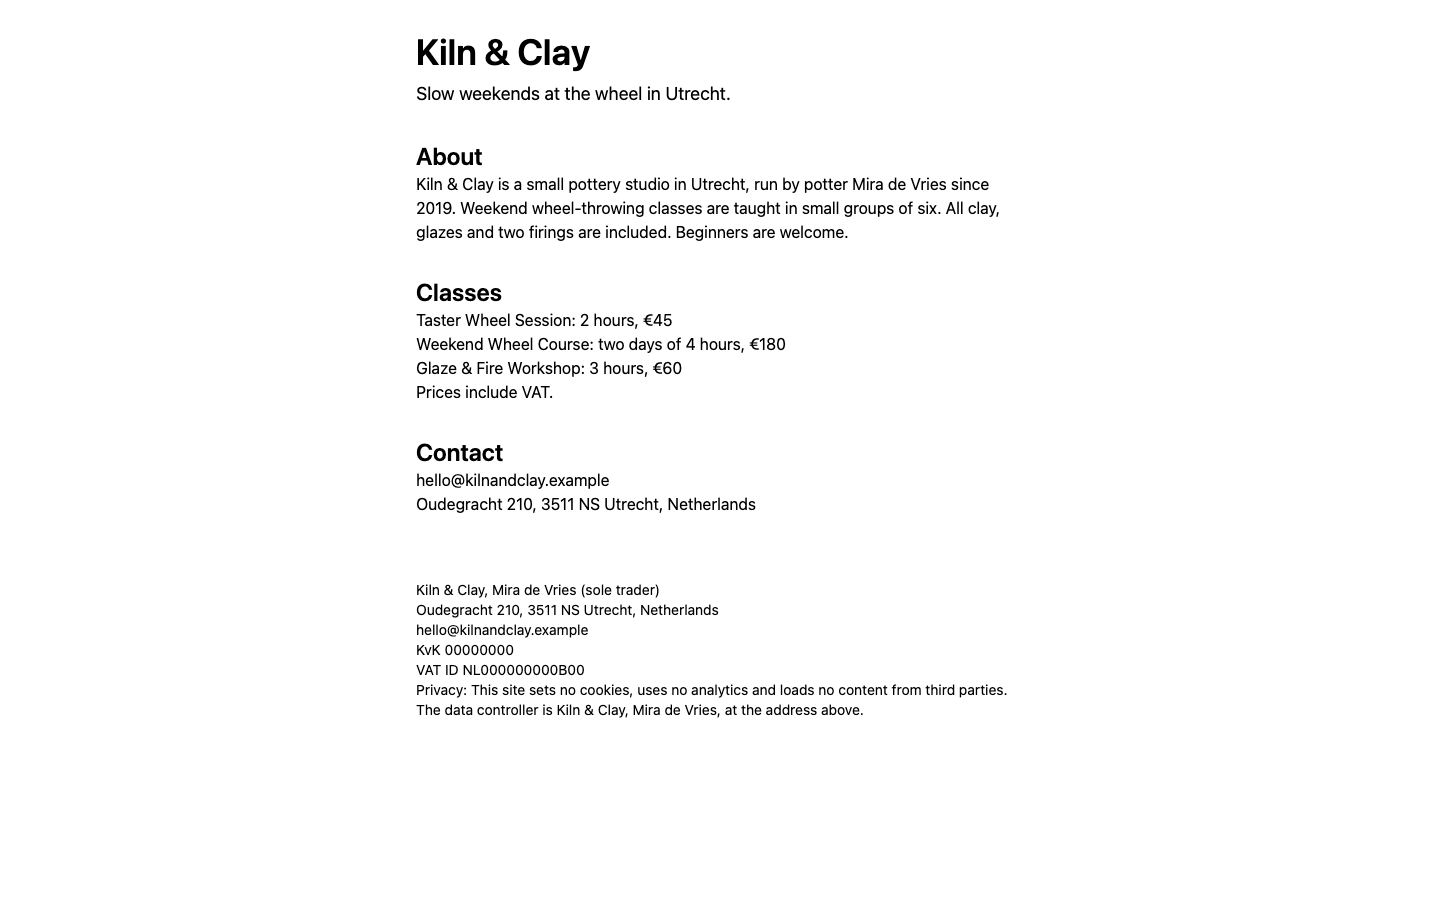 Kiln & Clay
Slow weekends at the wheel in Utrecht.
About
Kiln & Clay is a small pottery studio in Utrecht, run by potter Mira de Vries since
2019. Weekend wheel-throwing classes are taught in small groups of six. All clay,
glazes and two firings are included. Beginners are welcome.
Classes
Taster Wheel Session: 2 hours, €45
Weekend Wheel Course: two days of 4 hours, €180
Glaze & Fire Workshop: 3 hours, €60
Prices include VAT.
Contact
hello@kilnandclay.example
Oudegracht 210, 3511 NS Utrecht, Netherlands
Kiln & Clay, Mira de Vries (sole trader)
Oudegracht 210, 3511 NS Utrecht, Netherlands
hello@kilnandclay.example
KvK 00000000
VAT ID NL000000000B00
Privacy: This site sets no cookies, uses no analytics and loads no content from third parties.
The data controller is Kiln & Clay, Mira de Vries, at the address above.